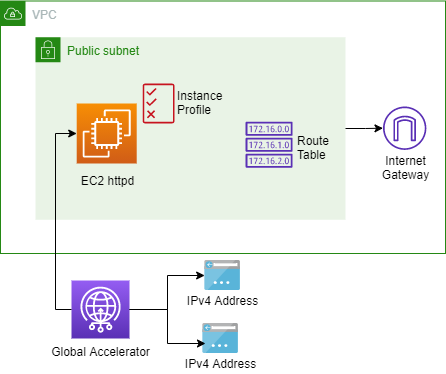 VPC
Public subnet
Instance
Profile
EC2 httpd
172.16.0.0
172.16.1.0
172.16.2.0
Route
Table
Internet
Gateway
IPv4 Address
Global Accelerator
IPv4 Address